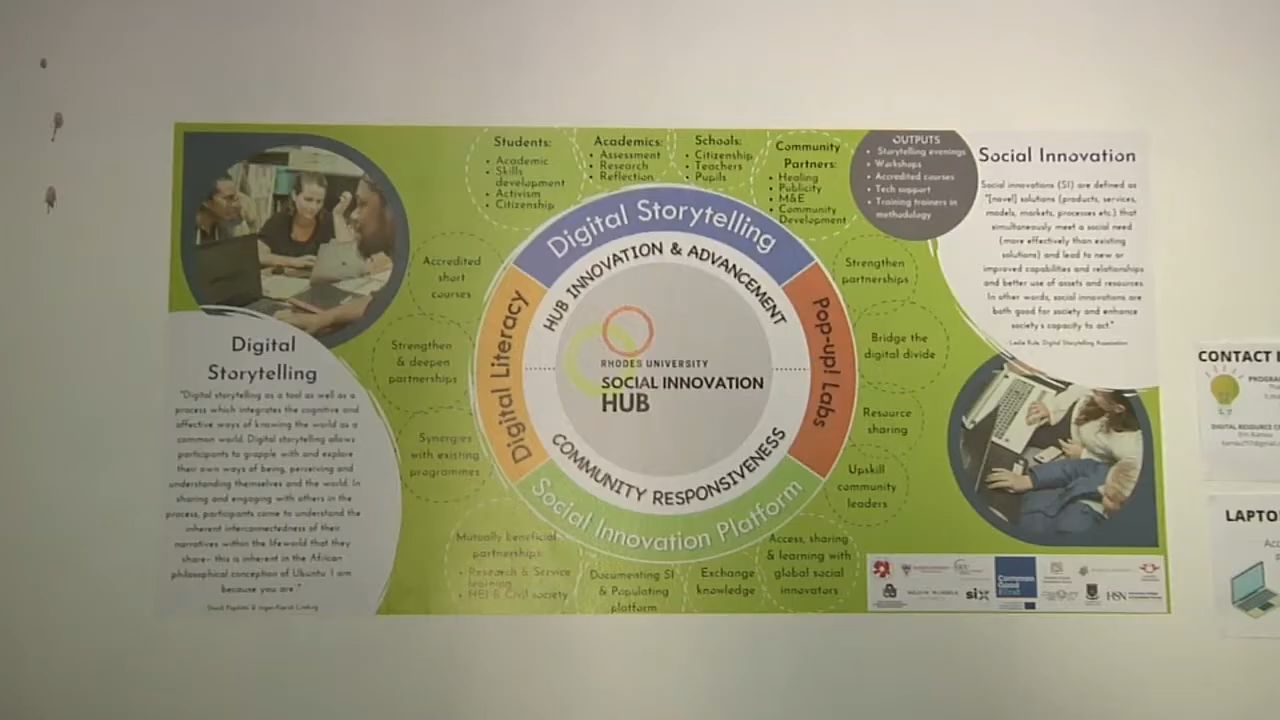 Students:
• Academic
• Skills
development
• Activism
• Citizenship
Academics:
• Assessment
• Research
• Reflection
Schools:
• Citizenship
• Teachers
• Pupils
Community
Partners:
• Healing
• Publicity
• M&E
• Community
Development
OUTPUTS
• Storytelling evenings
• Workshops
• Accredited courses
• Tech support
• Training trainers in
methodology
Social Innovation
Social innovations (SI) are defined as
"[novel] solutions (products, services,
models, markets, processes etc.) that
simultaneously meet a social need
(more effectively than existing
solutions) and lead to new or
improved capabilities and relationships
and better use of assets and resources.
In other words, social innovations are
both good for society and enhance
society's capacity to act."
Leslie Rule, Digital Storytelling Association
Digital
Storytelling
"Digital storytelling as a tool as well as a
process which integrates the cognitive and
affective ways of knowing the world as a
common world. Digital storytelling allows
participants to grapple with and explore
their own ways of being, perceiving and
understanding themselves and the world. In
sharing and engaging with others in the
process, participants come to understand the
inherent interconnectedness of their
narratives within the lifeworld that they
share- this is inherent in the African
philosophical conception of Ubuntu: I am
because you are
"
Accredited
short
courses
Strengthen
& deepen
partnerships
Synergies
with existing
programmes
Digital Storytelling
Digital Literacy
Pop-up! Labs
Social Innovation Platform
HUB INNOVATION & ADVANCEMENT
RHODES UNIVERSITY
SOCIAL INNOVATION
HUB
COMMUNITY RESPONSIVENESS
Strengthen
partnerships
Bridge the
digital divide
Resource
sharing
Upskill
community
leaders
Mutually beneficial
partnerships:
• Research & Service
learning
• HEI & Civil society
Documenting SI
& Populating
platform
Exchange
knowledge
Access, sharing
& learning with
global social
innovators
Common
Good
First
six
HSN
CONTACT
DIGITAL RESOURCE
LAPTO